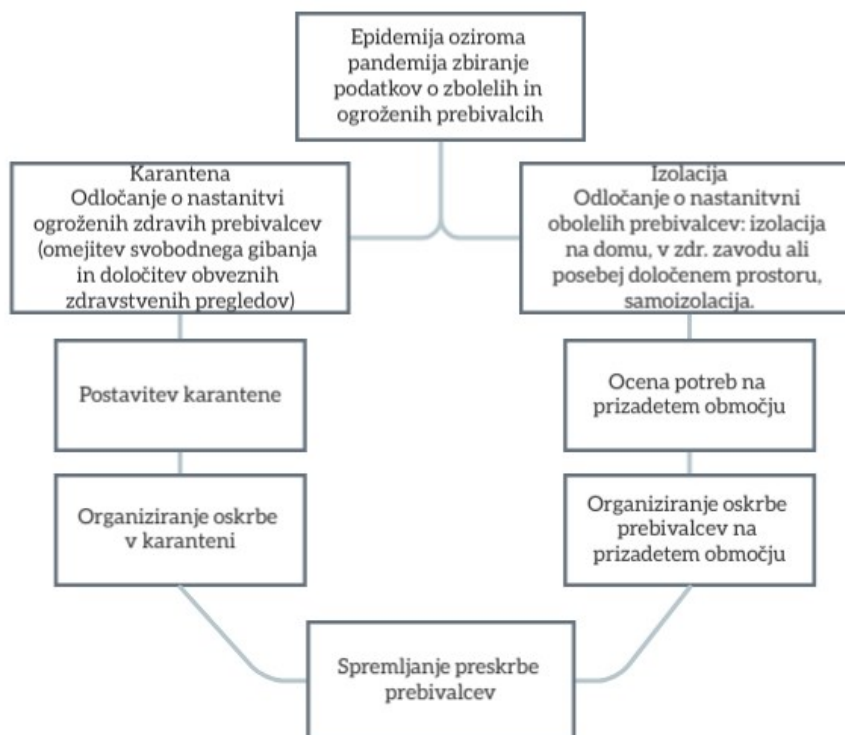 Epidemija oziroma
pandemija zbiranje
podatkov o zbolelih in
ogroženih prebivalcih
Karantena
Odločanje o nastanitvi
ogroženih zdravih prebivalcev
(omejitev svobodnega gibanja
in določitev obveznih
zdravstvenih pregledov)
Izolacija
Odločanje o nastanitvni
obolelih prebivalcev: izolacija
na domu, v zdr. zavodu ali
posebej določenem prostoru,
samoizolacija.
Postavitev karantene
Ocena potreb na
prizadetem območju
Organiziranje oskrbe
v karanteni
Organiziranje oskrbe
prebivalcev na
prizadetem območju
Spremljanje preskrbe
prebivalcev